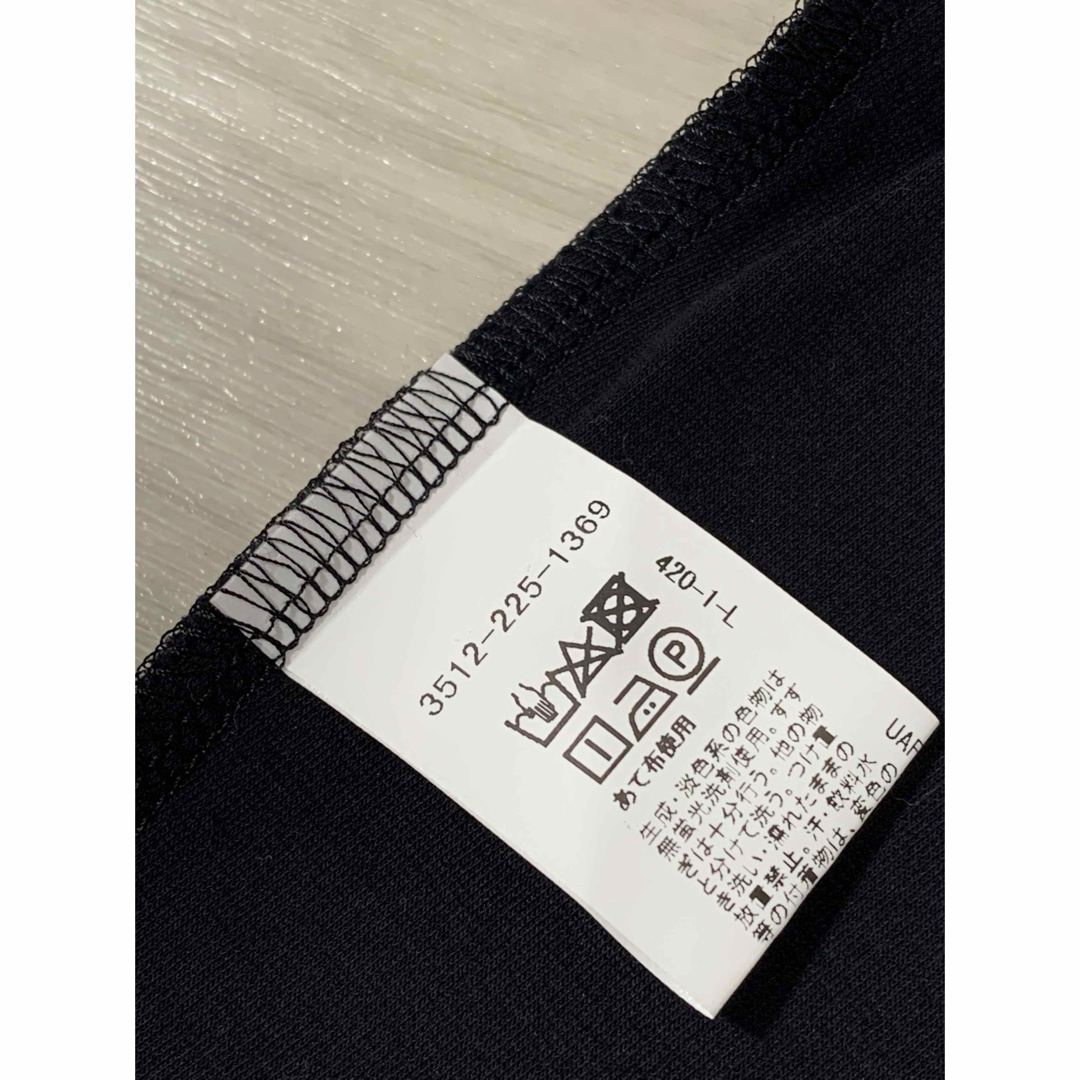 3512-225-1369
420-1-L
P
あて布使用
生成・淡色系の色物は
無蛍光洗剤使用。すす
ぎは十分行う。他の物
と分けて洗う。つけ
き洗い・濡れたままの
放 禁止。汗・飲料水
等の付着物は、変色の
UAP